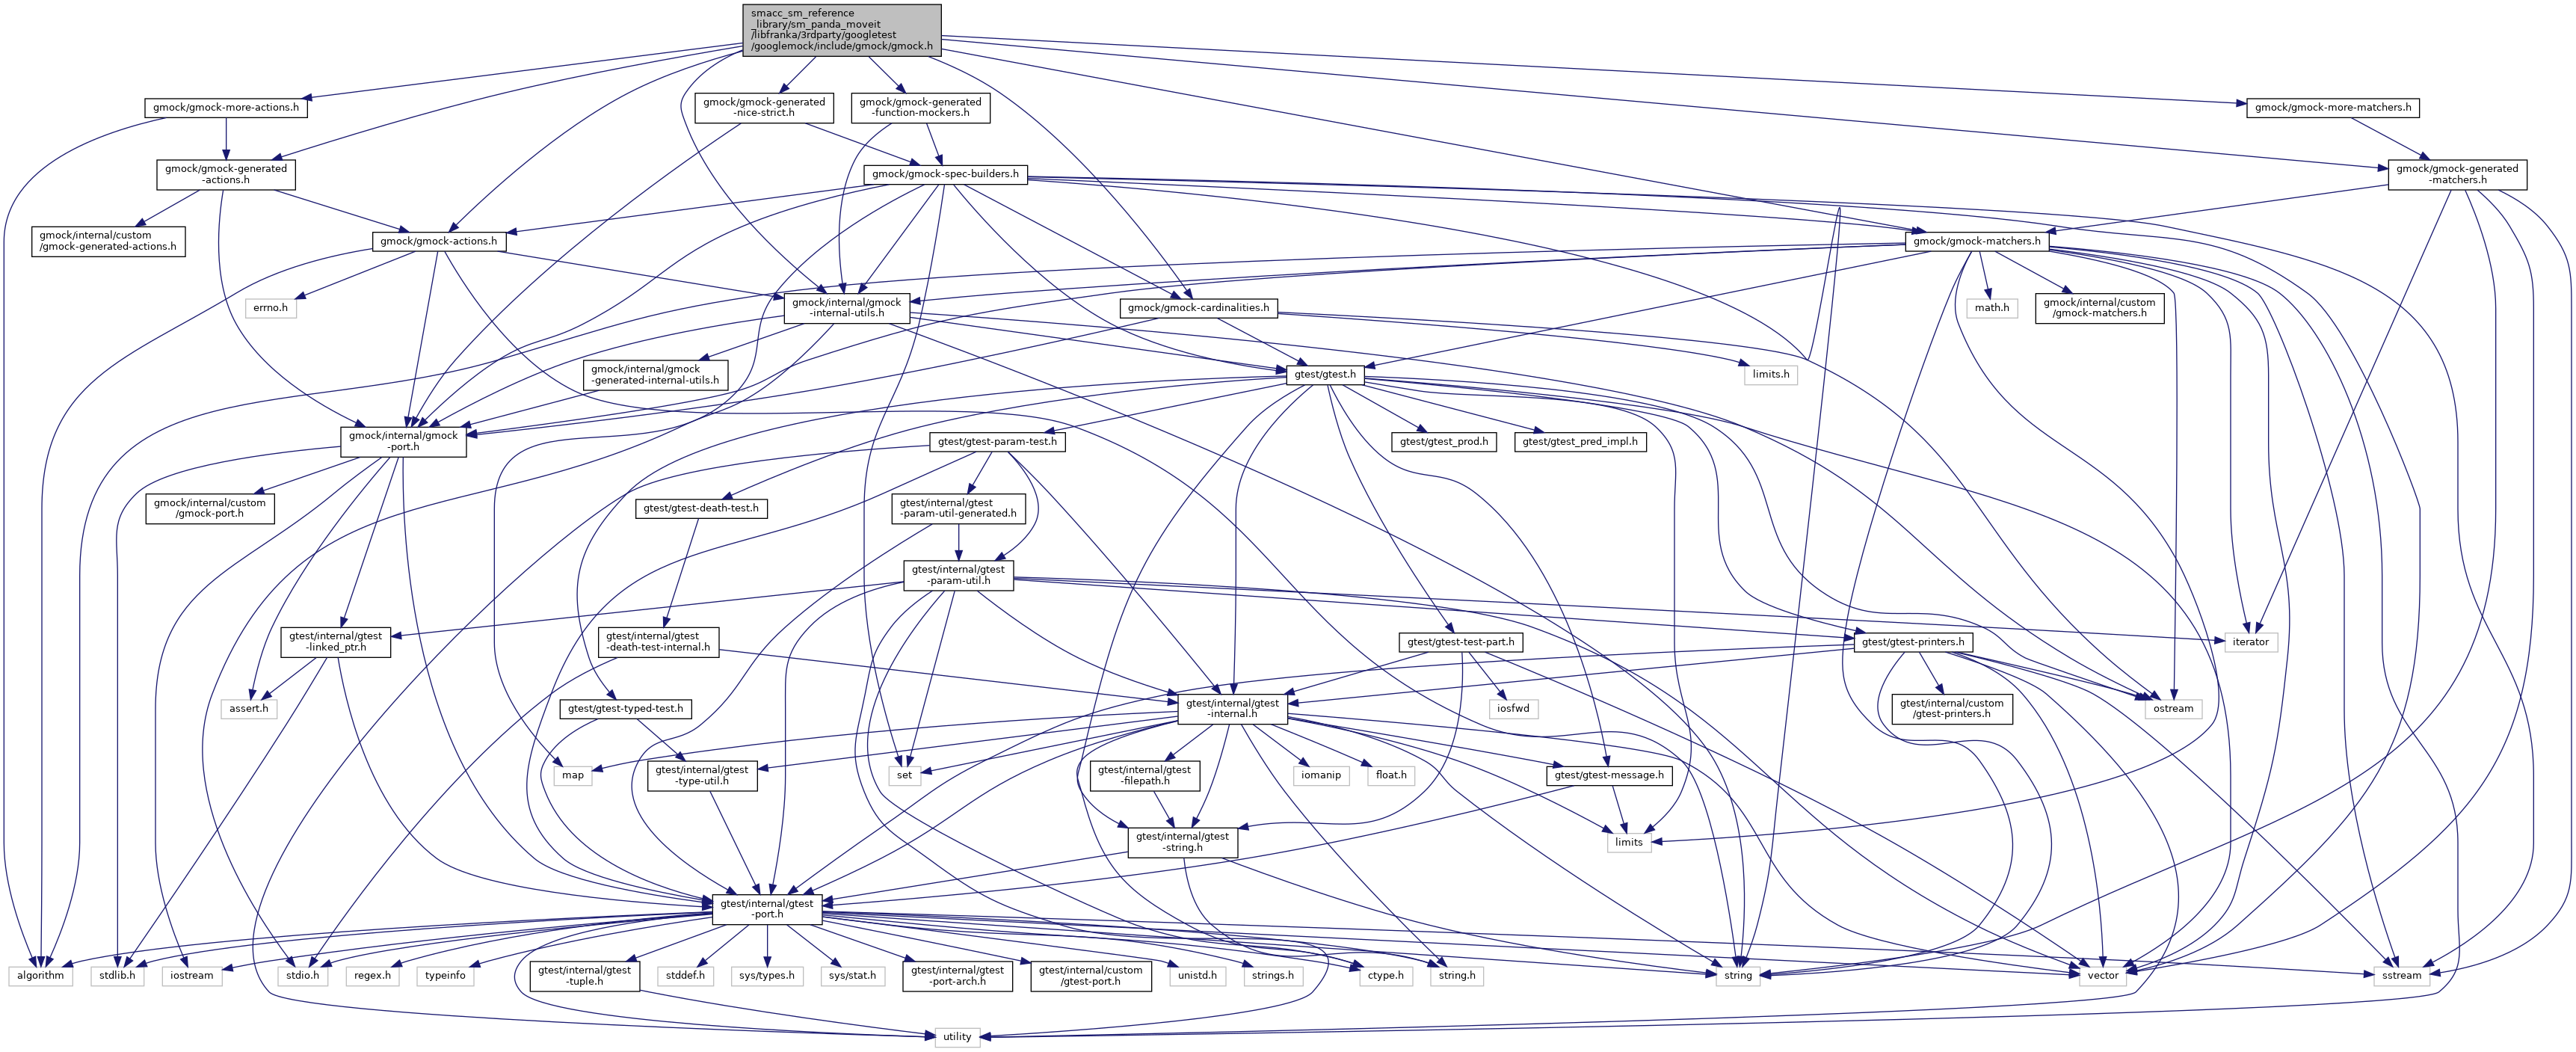 smacc_sm_reference
_library/sm_panda_moveit
/libfranka/3rdparty/googletest
/googlemock/include/gmock/gmock.h
gmock/gmock-more-actions.h
gmock/gmock-generated
-nice-strict.h
gmock/gmock-generated
-function-mockers.h
gmock/gmock-more-matchers.h
gmock/gmock-generated
-actions.h
gmock/gmock-spec-builders.h
gmock/gmock-generated
-matchers.h
gmock/internal/custom
/gmock-generated-actions.h
gmock/gmock-actions.h
gmock/gmock-matchers.h
errno.h
gmock/internal/gmock
-internal-utils.h
gmock/gmock-cardinalities.h
math.h
gmock/internal/custom
/gmock-matchers.h
gmock/internal/gmock
-generated-internal-utils.h
gtest/gtest.h
limits.h
gmock/internal/gmock
-port.h
gtest/gtest-param-test.h
gtest/gtest_prod.h
gtest/gtest_pred_impl.h
gmock/internal/custom
/gmock-port.h
gtest/gtest-death-test.h
gtest/internal/gtest
-param-util-generated.h
gtest/internal/gtest
-param-util.h
gtest/internal/gtest
-linked_ptr.h
gtest/internal/gtest
-death-test-internal.h
gtest/gtest-test-part.h
gtest/gtest-printers.h
iterator
assert.h
gtest/gtest-typed-test.h
gtest/internal/gtest
-internal.h
iosfwd
gtest/internal/custom
/gtest-printers.h
ostream
map
gtest/internal/gtest
-type-util.h
set
gtest/internal/gtest
-filepath.h
iomanip
float.h
gtest/gtest-message.h
gtest/internal/gtest
-string.h
limits
gtest/internal/gtest
-port.h
algorithm
stdlib.h
iostream
stdio.h
regex.h
typeinfo
gtest/internal/gtest
-tuple.h
stddef.h
sys/types.h
sys/stat.h
gtest/internal/gtest
-port-arch.h
gtest/internal/custom
/gtest-port.h
unistd.h
strings.h
ctype.h
string.h
string
vector
sstream
utility